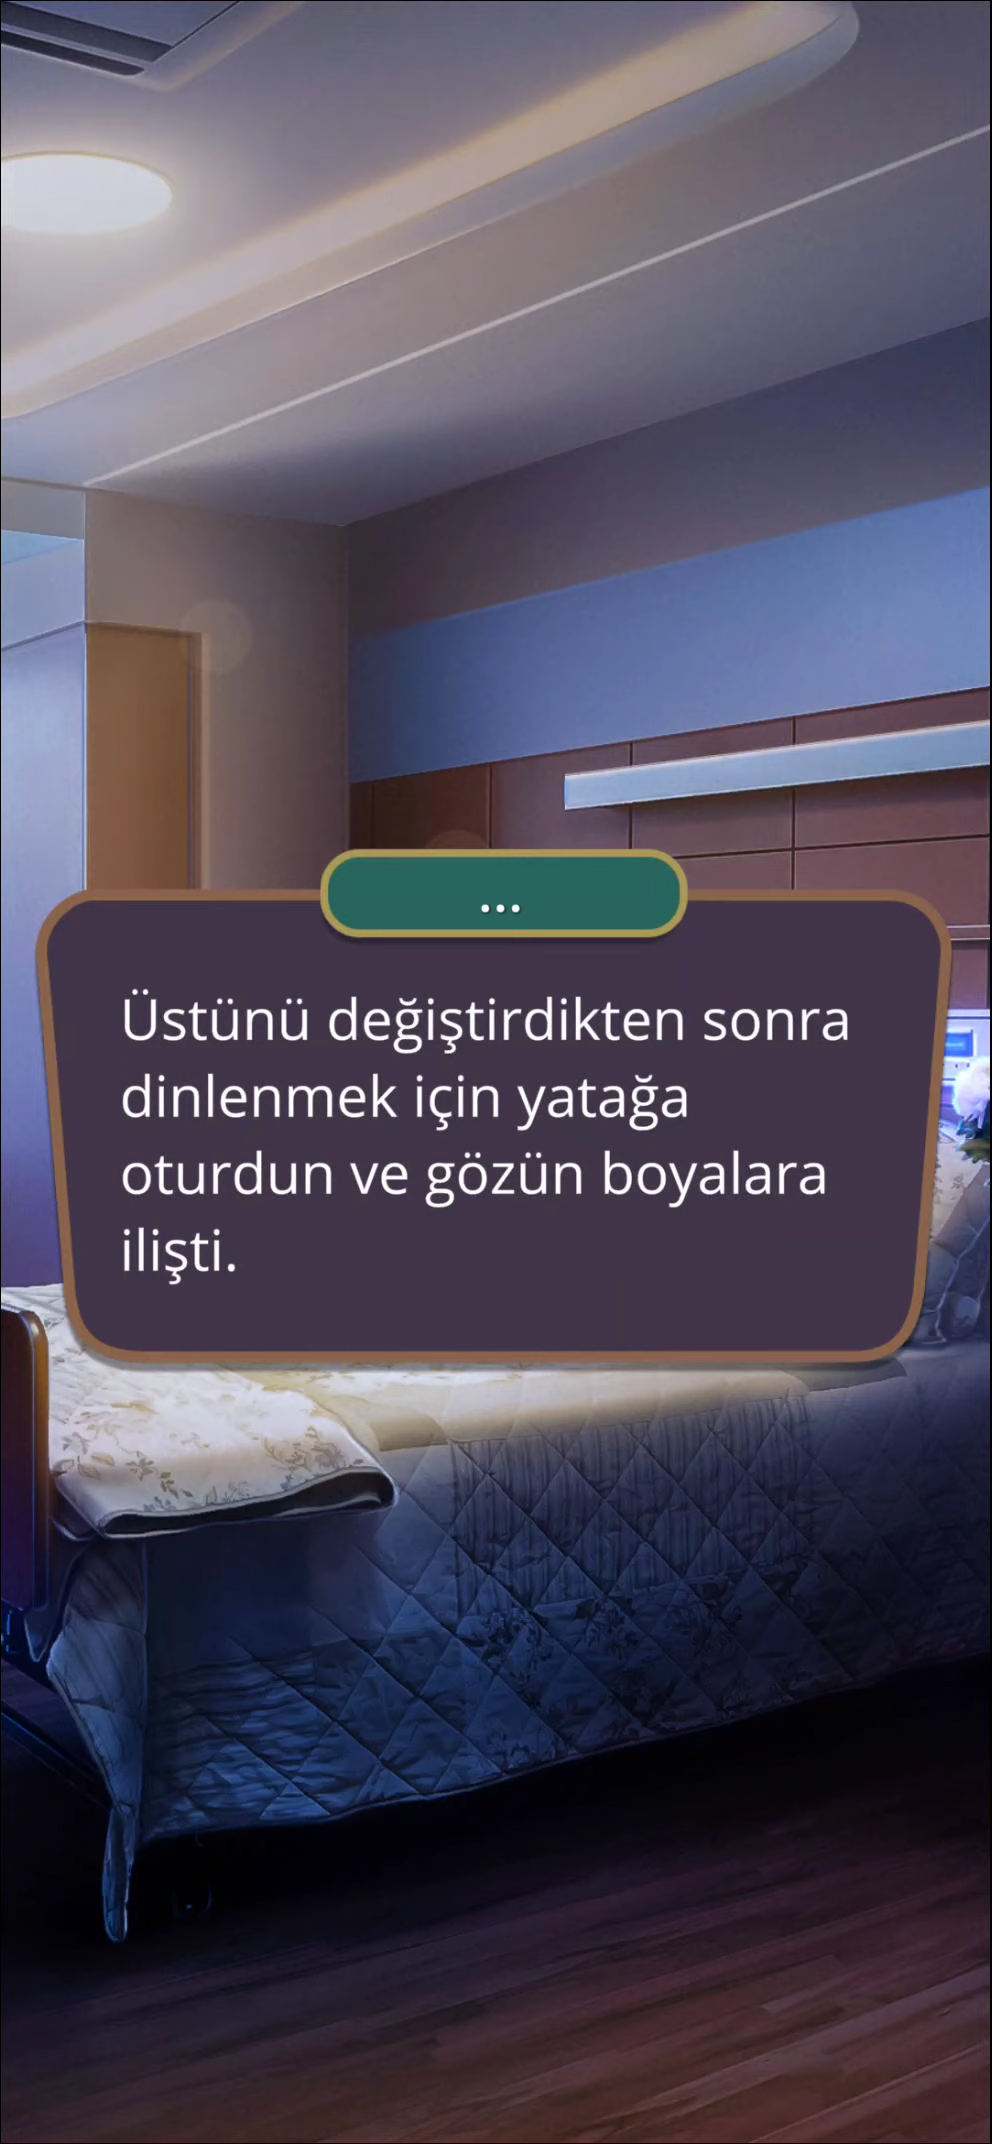 ...
Üstünü değiştirdikten sonra
dinlenmek için yatağa
oturdun ve gözün boyalara
ilişti.